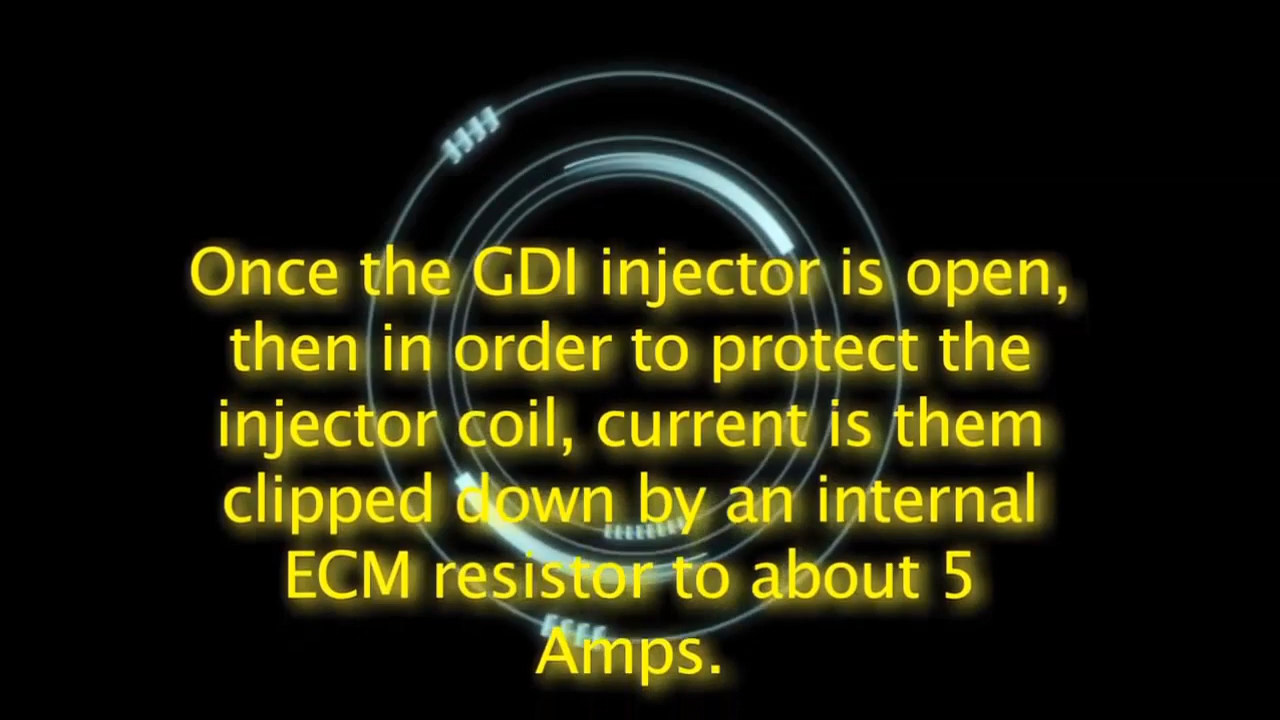 Once the GDI injector is open,
then in order to protect the
injector coil, current is them
clipped down by an internal
ECM resistor to about 5
Amps.